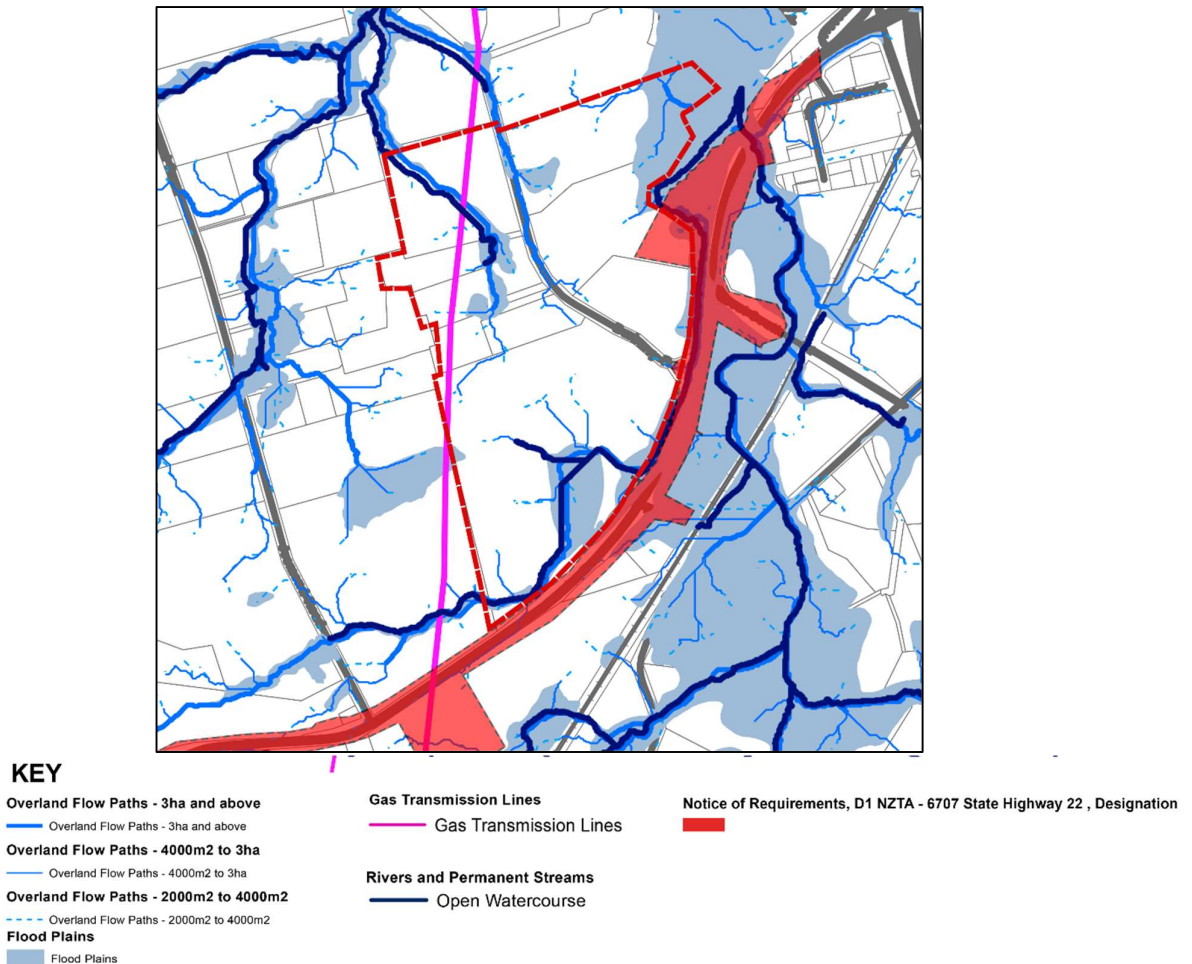 KEY
Overland Flow Paths - 3ha and above
Overland Flow Paths - 3ha and above
Overland Flow Paths - 4000m2 to 3ha
Overland Flow Paths - 4000m2 to 3ha
Overland Flow Paths - 2000m2 to 4000m2
Overland Flow Paths - 2000m2 to 4000m2
Flood Plains
Flood Plains
Gas Transmission Lines
Gas Transmission Lines
Rivers and Permanent Streams
Open Watercourse
Notice of Requirements, D1 NZTA - 6707 State Highway 22 , Designation